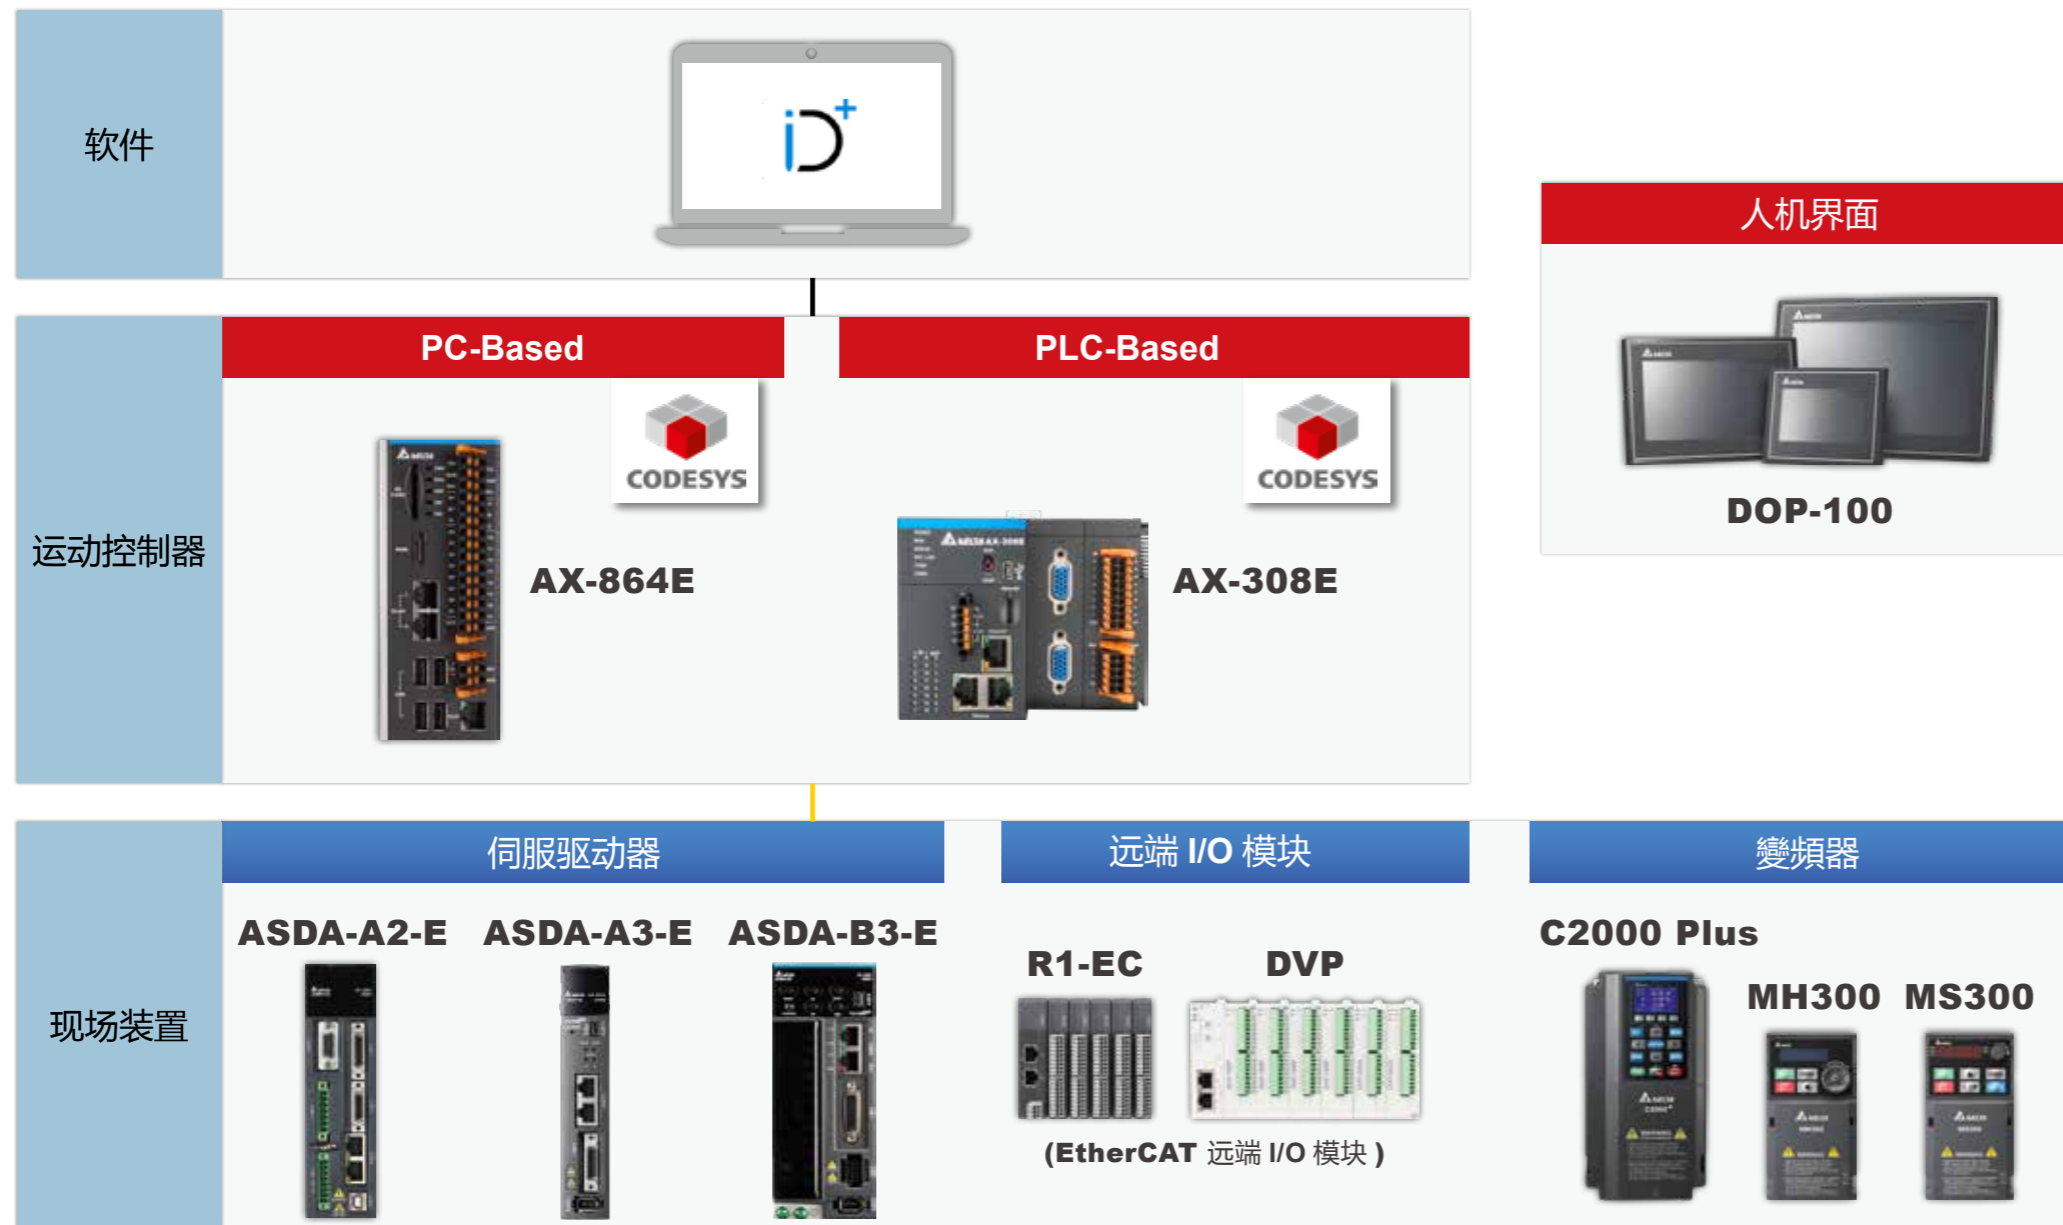 软件
iD+
人机界面
DOP-100
运动控制器
PC-Based
PLC-Based
CODESYS
CODESYS
AX-864E
AX-308E
现场装置
伺服驱动器
远端 I/O 模块
變頻器
ASDA-A2-E
ASDA-A3-E
ASDA-B3-E
R1-EC
DVP
(EtherCAT 远端 I/O 模块 )
C2000 Plus
MH300
MS300